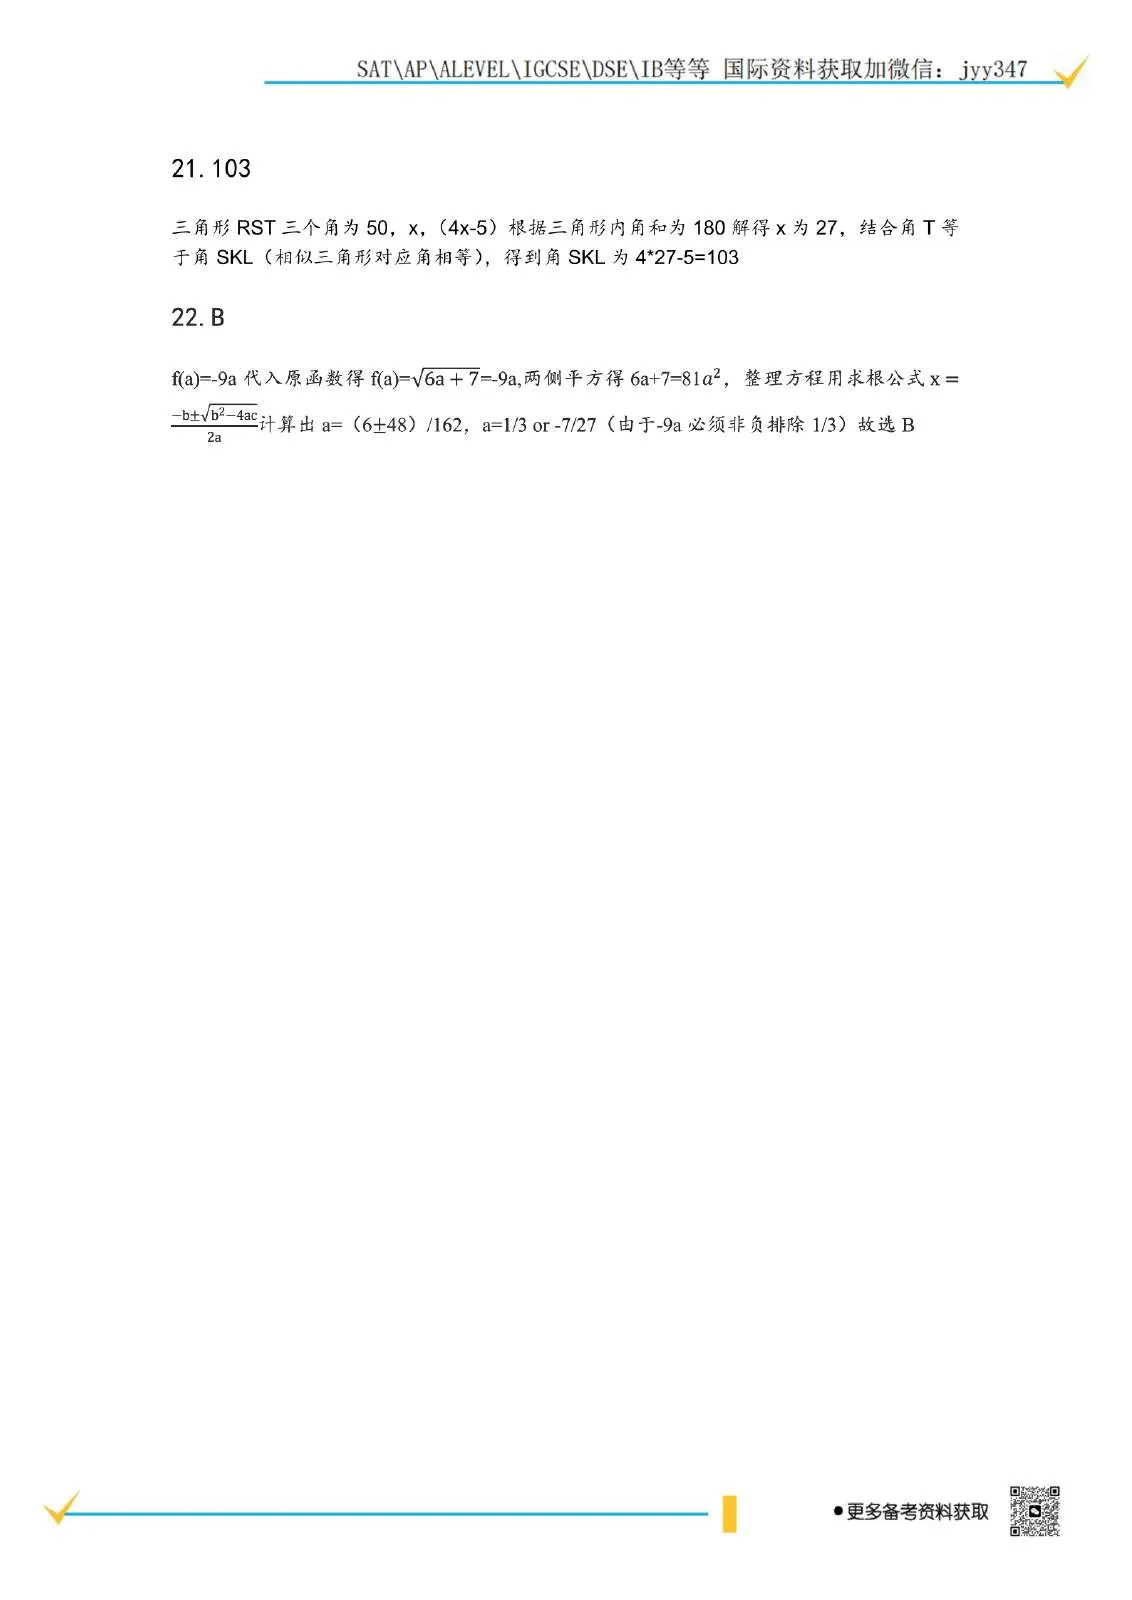 SAT\AP\ALEVEL\IGCSE\DSE\IB等等 国际资料获取加微信：jyy347
21. 103
三角形 RST 三个角为 50，x，（4x-5）根据三角形内角和为 180 解得 x 为 27，结合角 T 等
于角 SKL（相似三角形对应角相等），得到角 SKL 为 4*27-5=103
22. B
f(a)=-9a 代入原函数得 f(a)=√(6a + 7)=-9a,两侧平方得 6a+7=81a²，整理方程用求根公式 x =
(-b±√(b²-4ac))/(2a)计算出 a=（6±48）/162，a=1/3 or -7/27（由于-9a 必须非负排除 1/3）故选 B
●更多备考资料获取